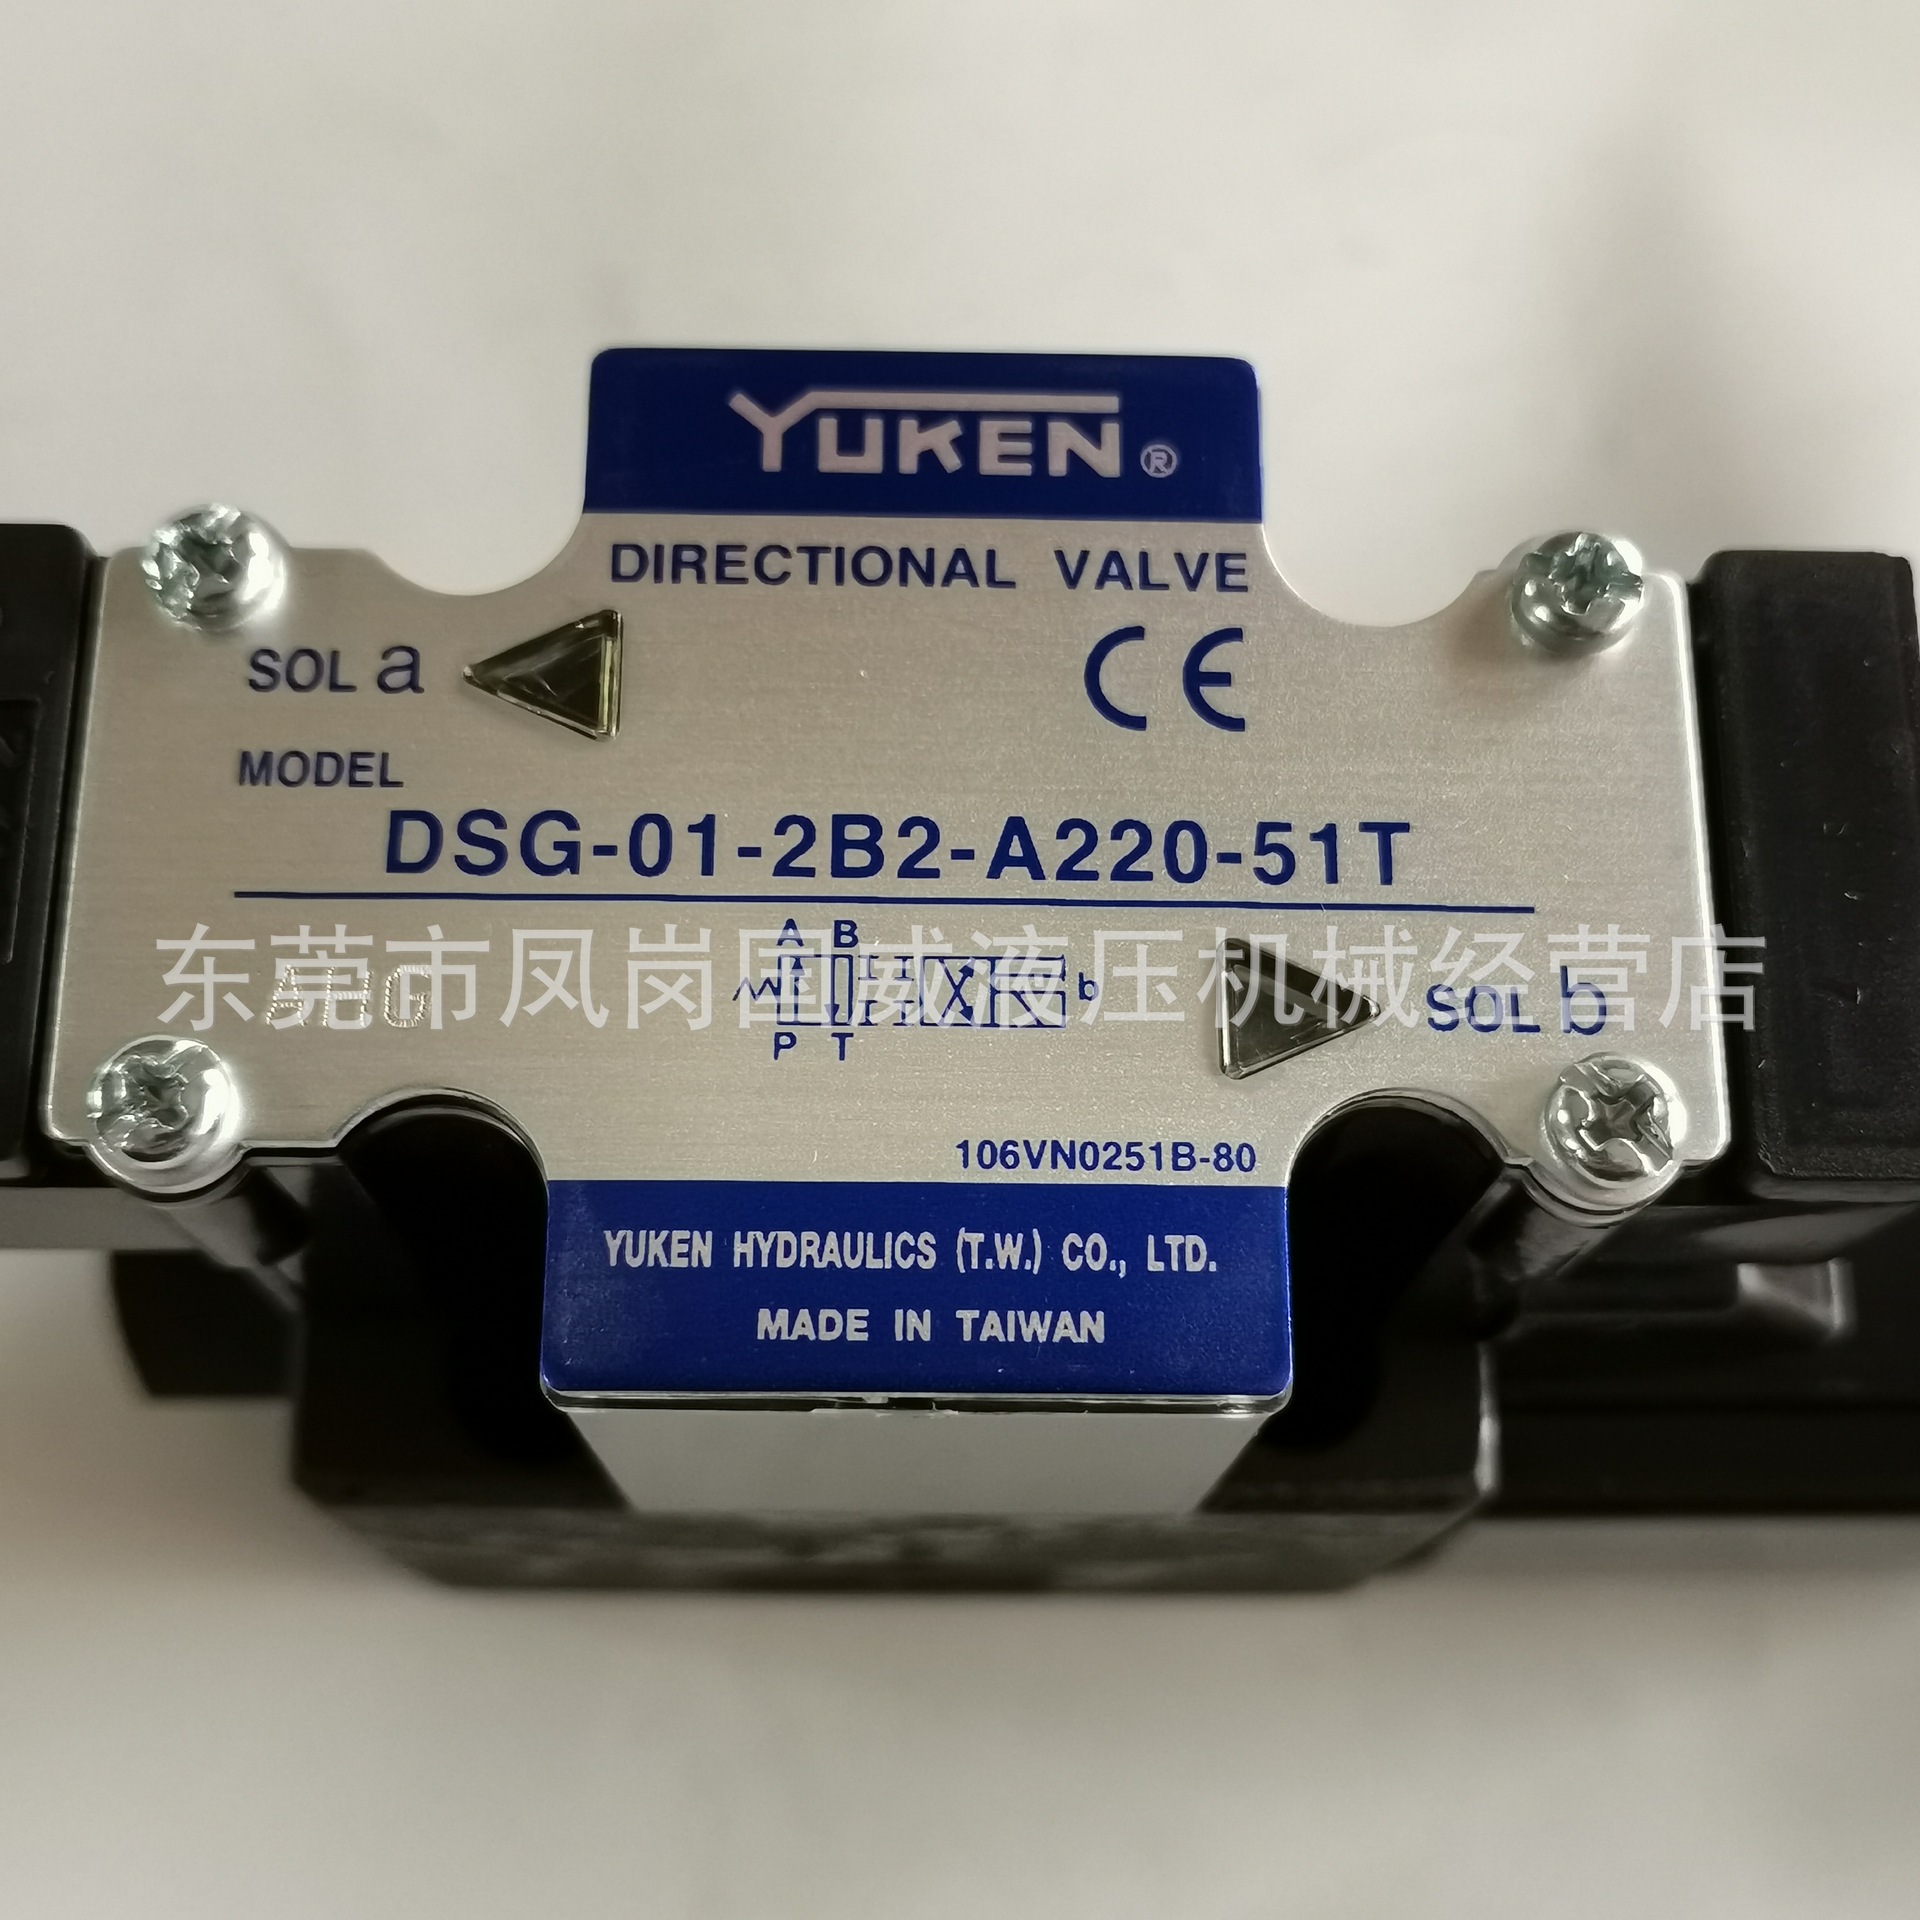 YUKEN®
DIRECTIONAL VALVE
SOL a
CE
MODEL
DSG-01-2B2-A220-51T
A B
东莞市凤岗国威液压机械经营店
AHG
b
SOL b
P T
106VN0251B-80
YUKEN HYDRAULICS (T.W.) CO., LTD.
MADE IN TAIWAN